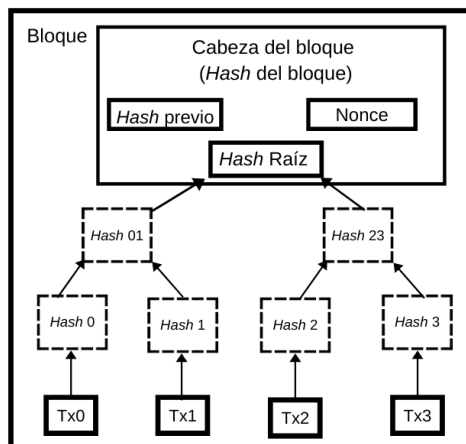 Bloque
Cabeza del bloque
(Hash del bloque)
Hash previo
Nonce
Hash Raíz
Hash 01
Hash 23
Hash 0
Hash 1
Hash 2
Hash 3
Tx0
Tx1
Tx2
Tx3